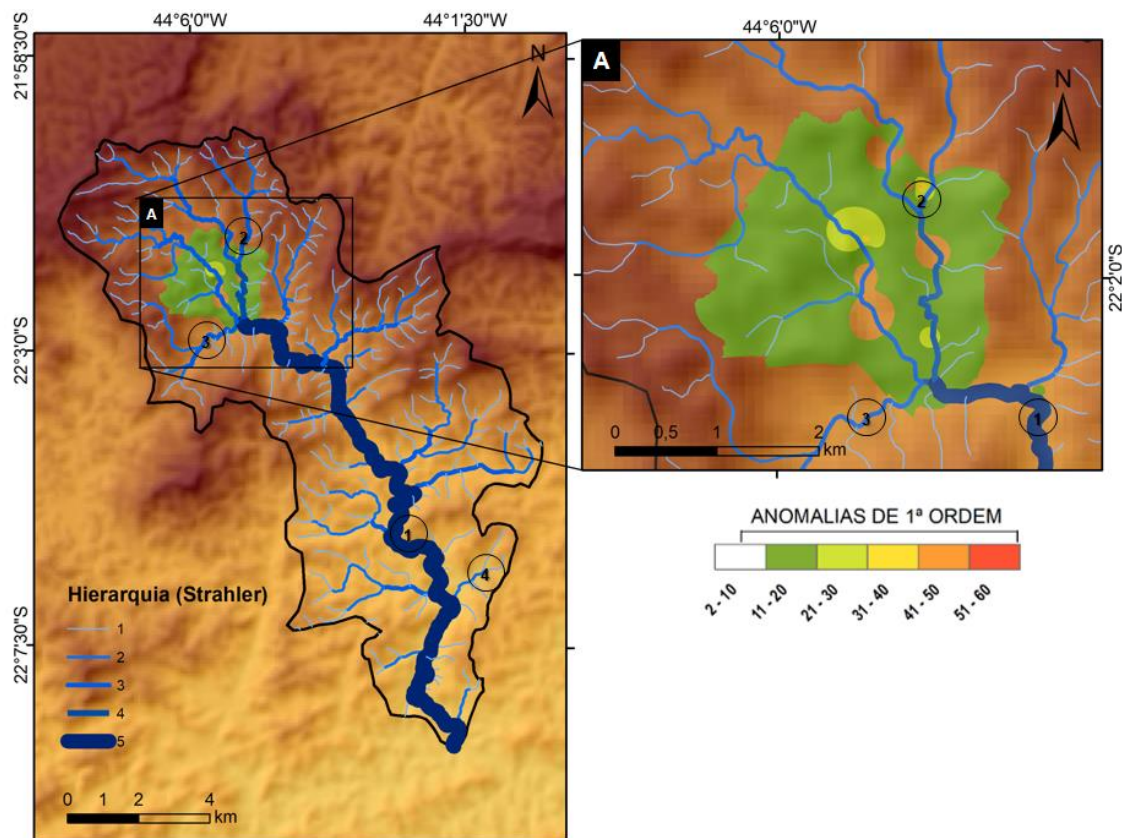 44°6'0"W
44°1'30"W
21°58'30"S
22°3'0"S
22°7'30"S
N
A
2
3
1
4
Hierarquia (Strahler)
1
2
3
4
5
0 1 2 4
km
44°6'0"W
A
N
2
22°2'0"S
3
1
0 0,5 1 2
km
ANOMALIAS DE 1ª ORDEM
2 - 10
11 - 20
21 - 30
31 - 40
41 - 50
51 - 60